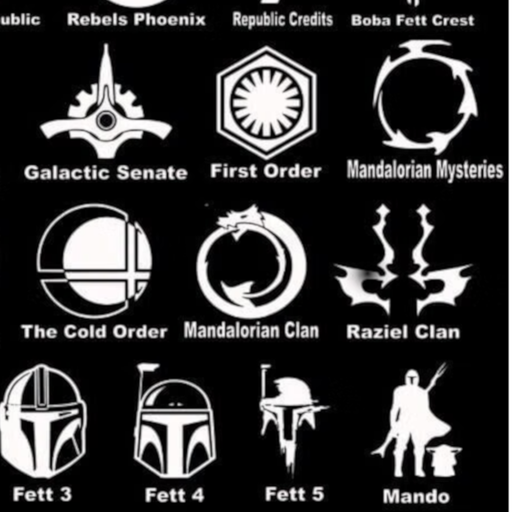 ublic Rebels Phoenix Republic Credits Boba Fett Crest
Galactic Senate First Order Mandalorian Mysteries
The Cold Order Mandalorian Clan Raziel Clan
Fett 3 Fett 4 Fett 5 Mando